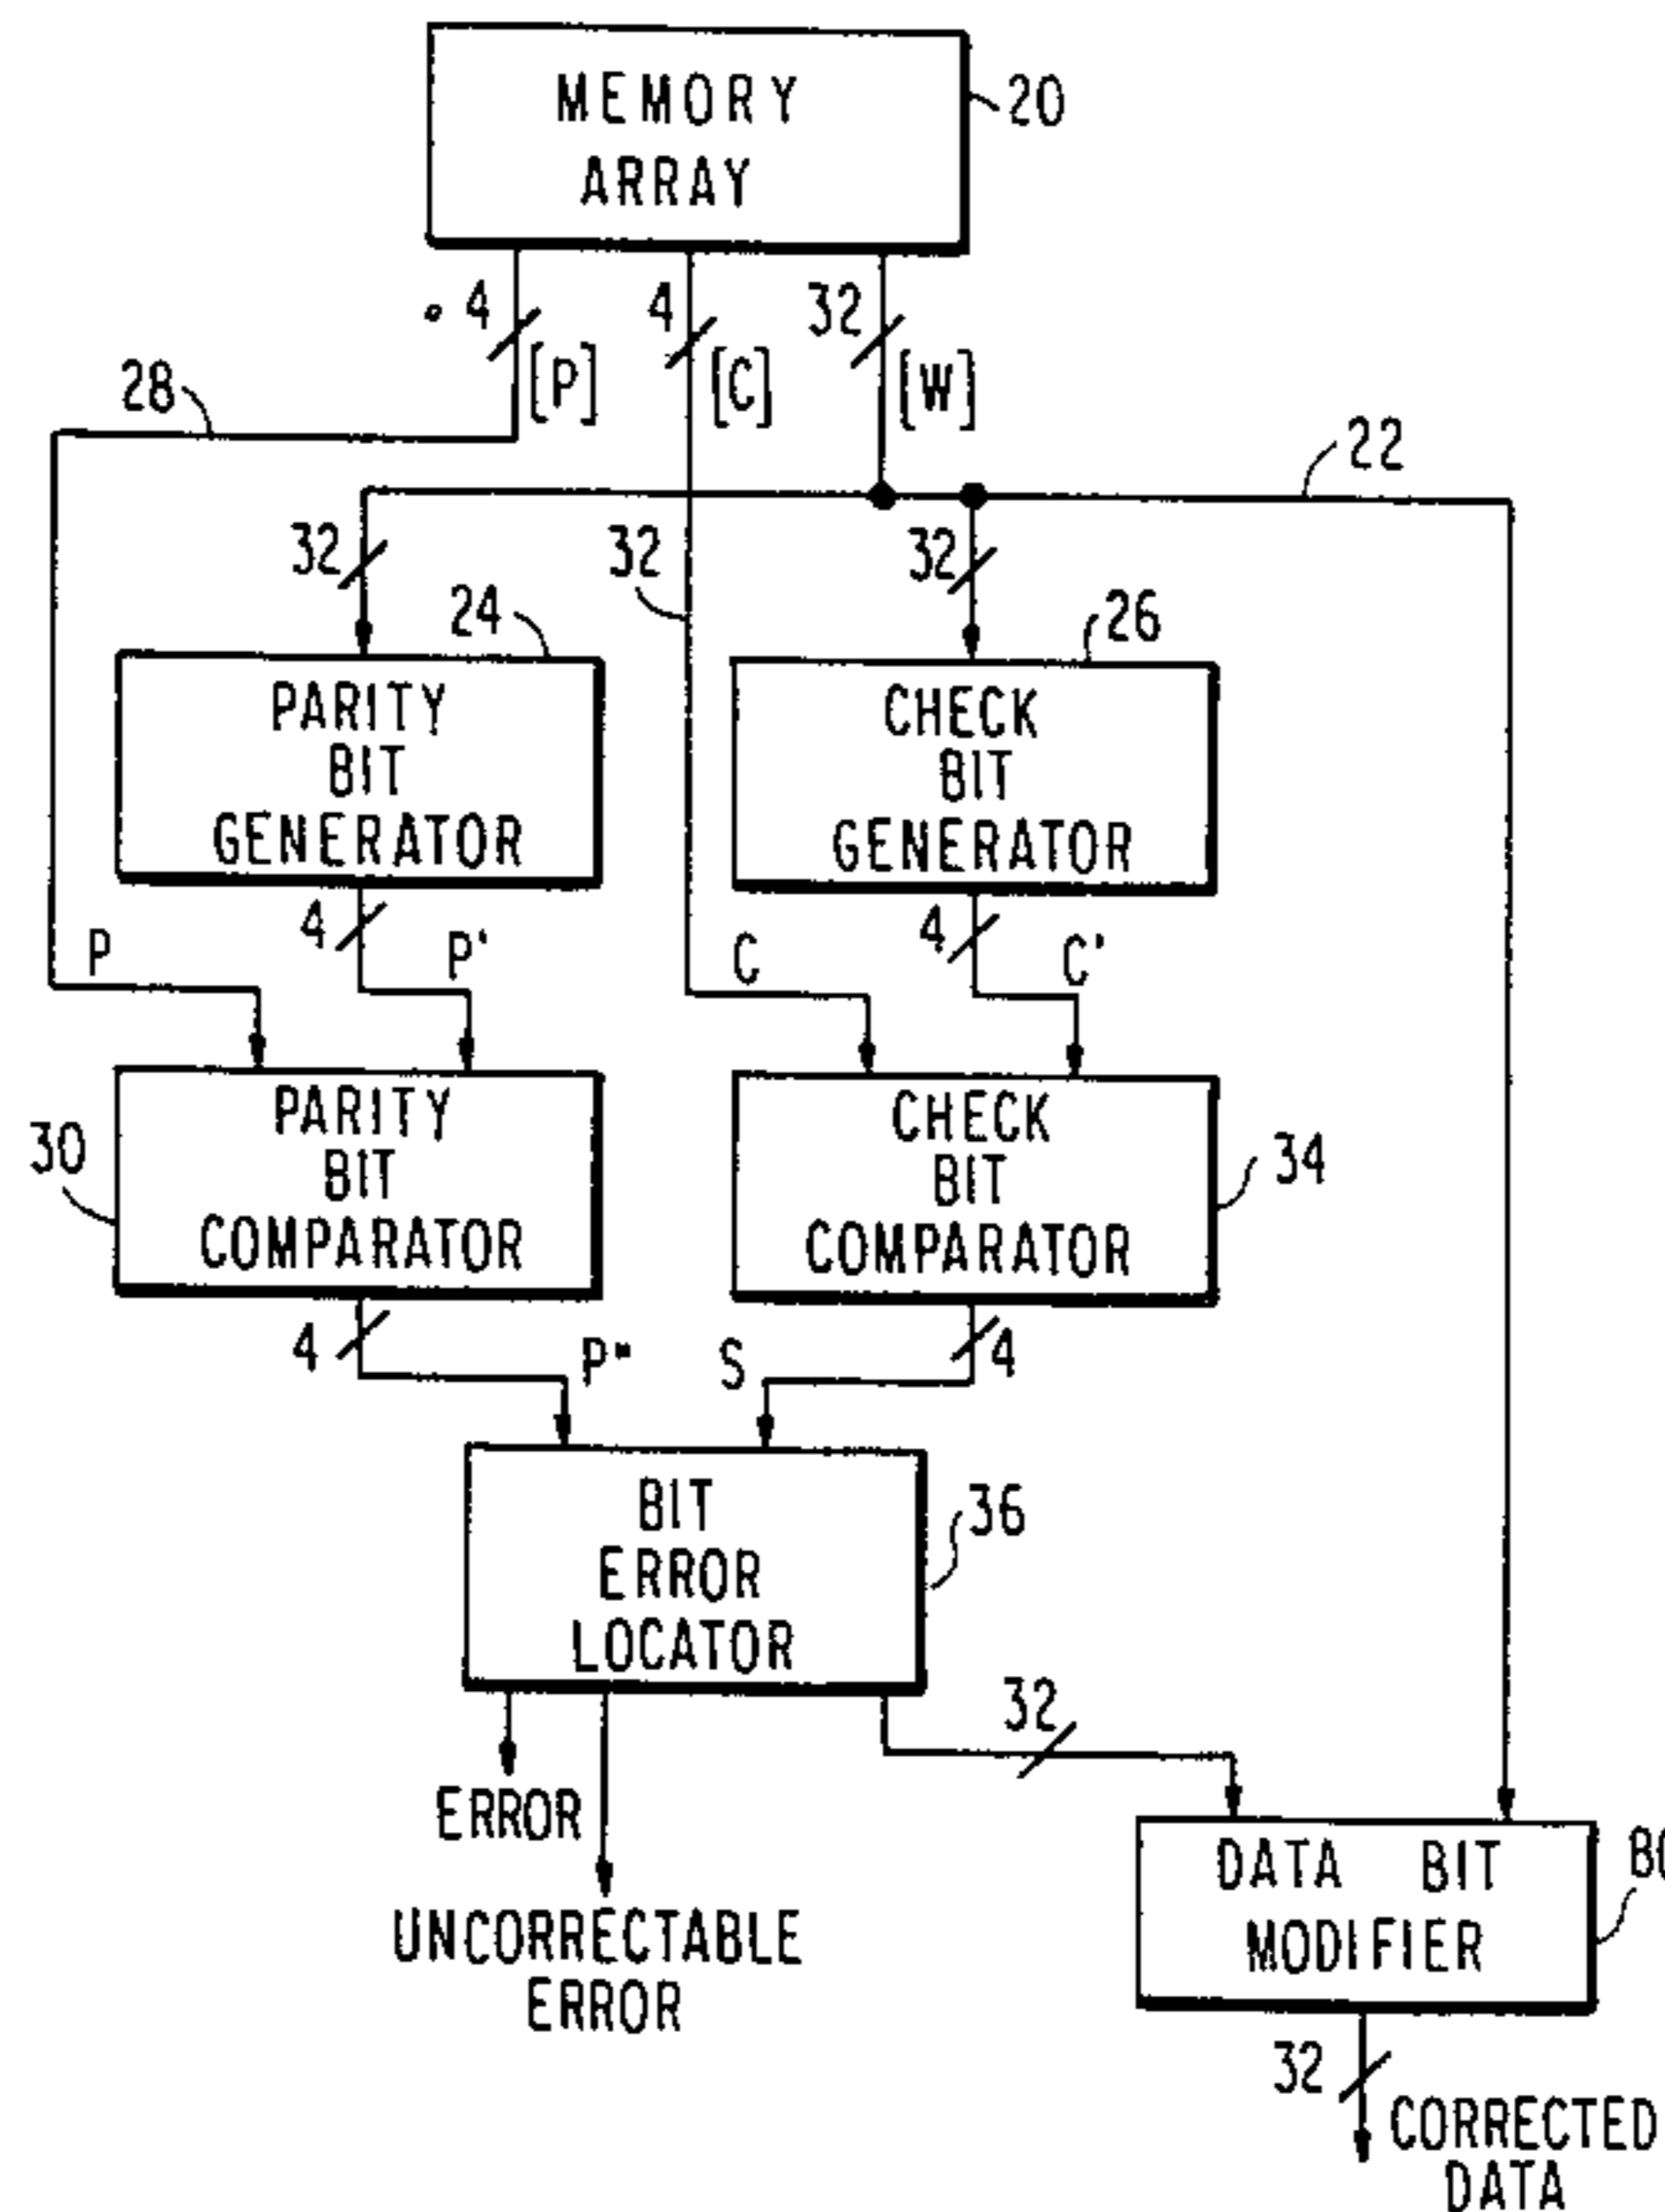 MEMORY
ARRAY
20
4
4
32
[P]
[C]
[W]
28
22
32
32
32
24
26
PARITY
BIT
GENERATOR
CHECK
BIT
GENERATOR
4
4
P
P'
C
C'
PARITY
BIT
COMPARATOR
CHECK
BIT
COMPARATOR
30
34
4
P"
S
4
BIT
ERROR
LOCATOR
36
32
ERROR
DATA BIT
MODIFIER
UNCORRECTABLE
ERROR
32
CORRECTED
DATA